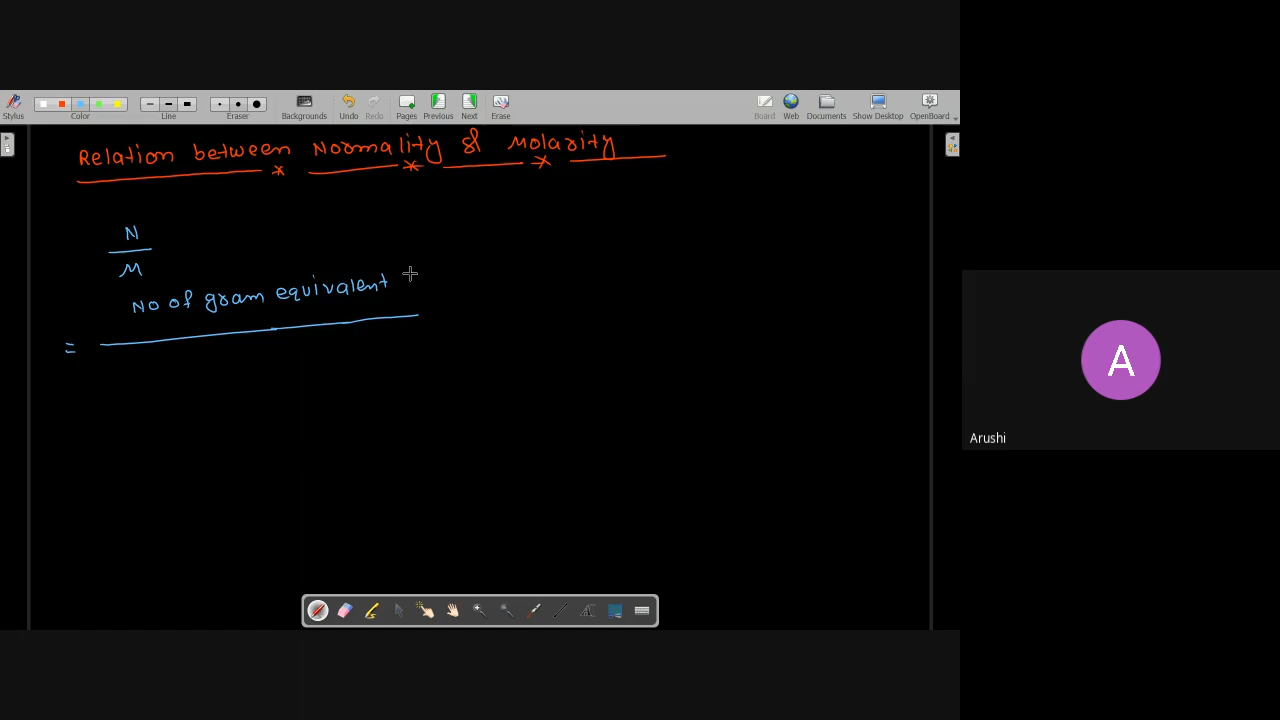 Stylus
Color
Line
Eraser
Backgrounds
Undo
Redo
Pages
Previous
Next
Erase
Board
Web
Documents
Show Desktop
OpenBoard
Relation between Normality & Molarity
N
M
No of gram equivalent
=
A
Arushi